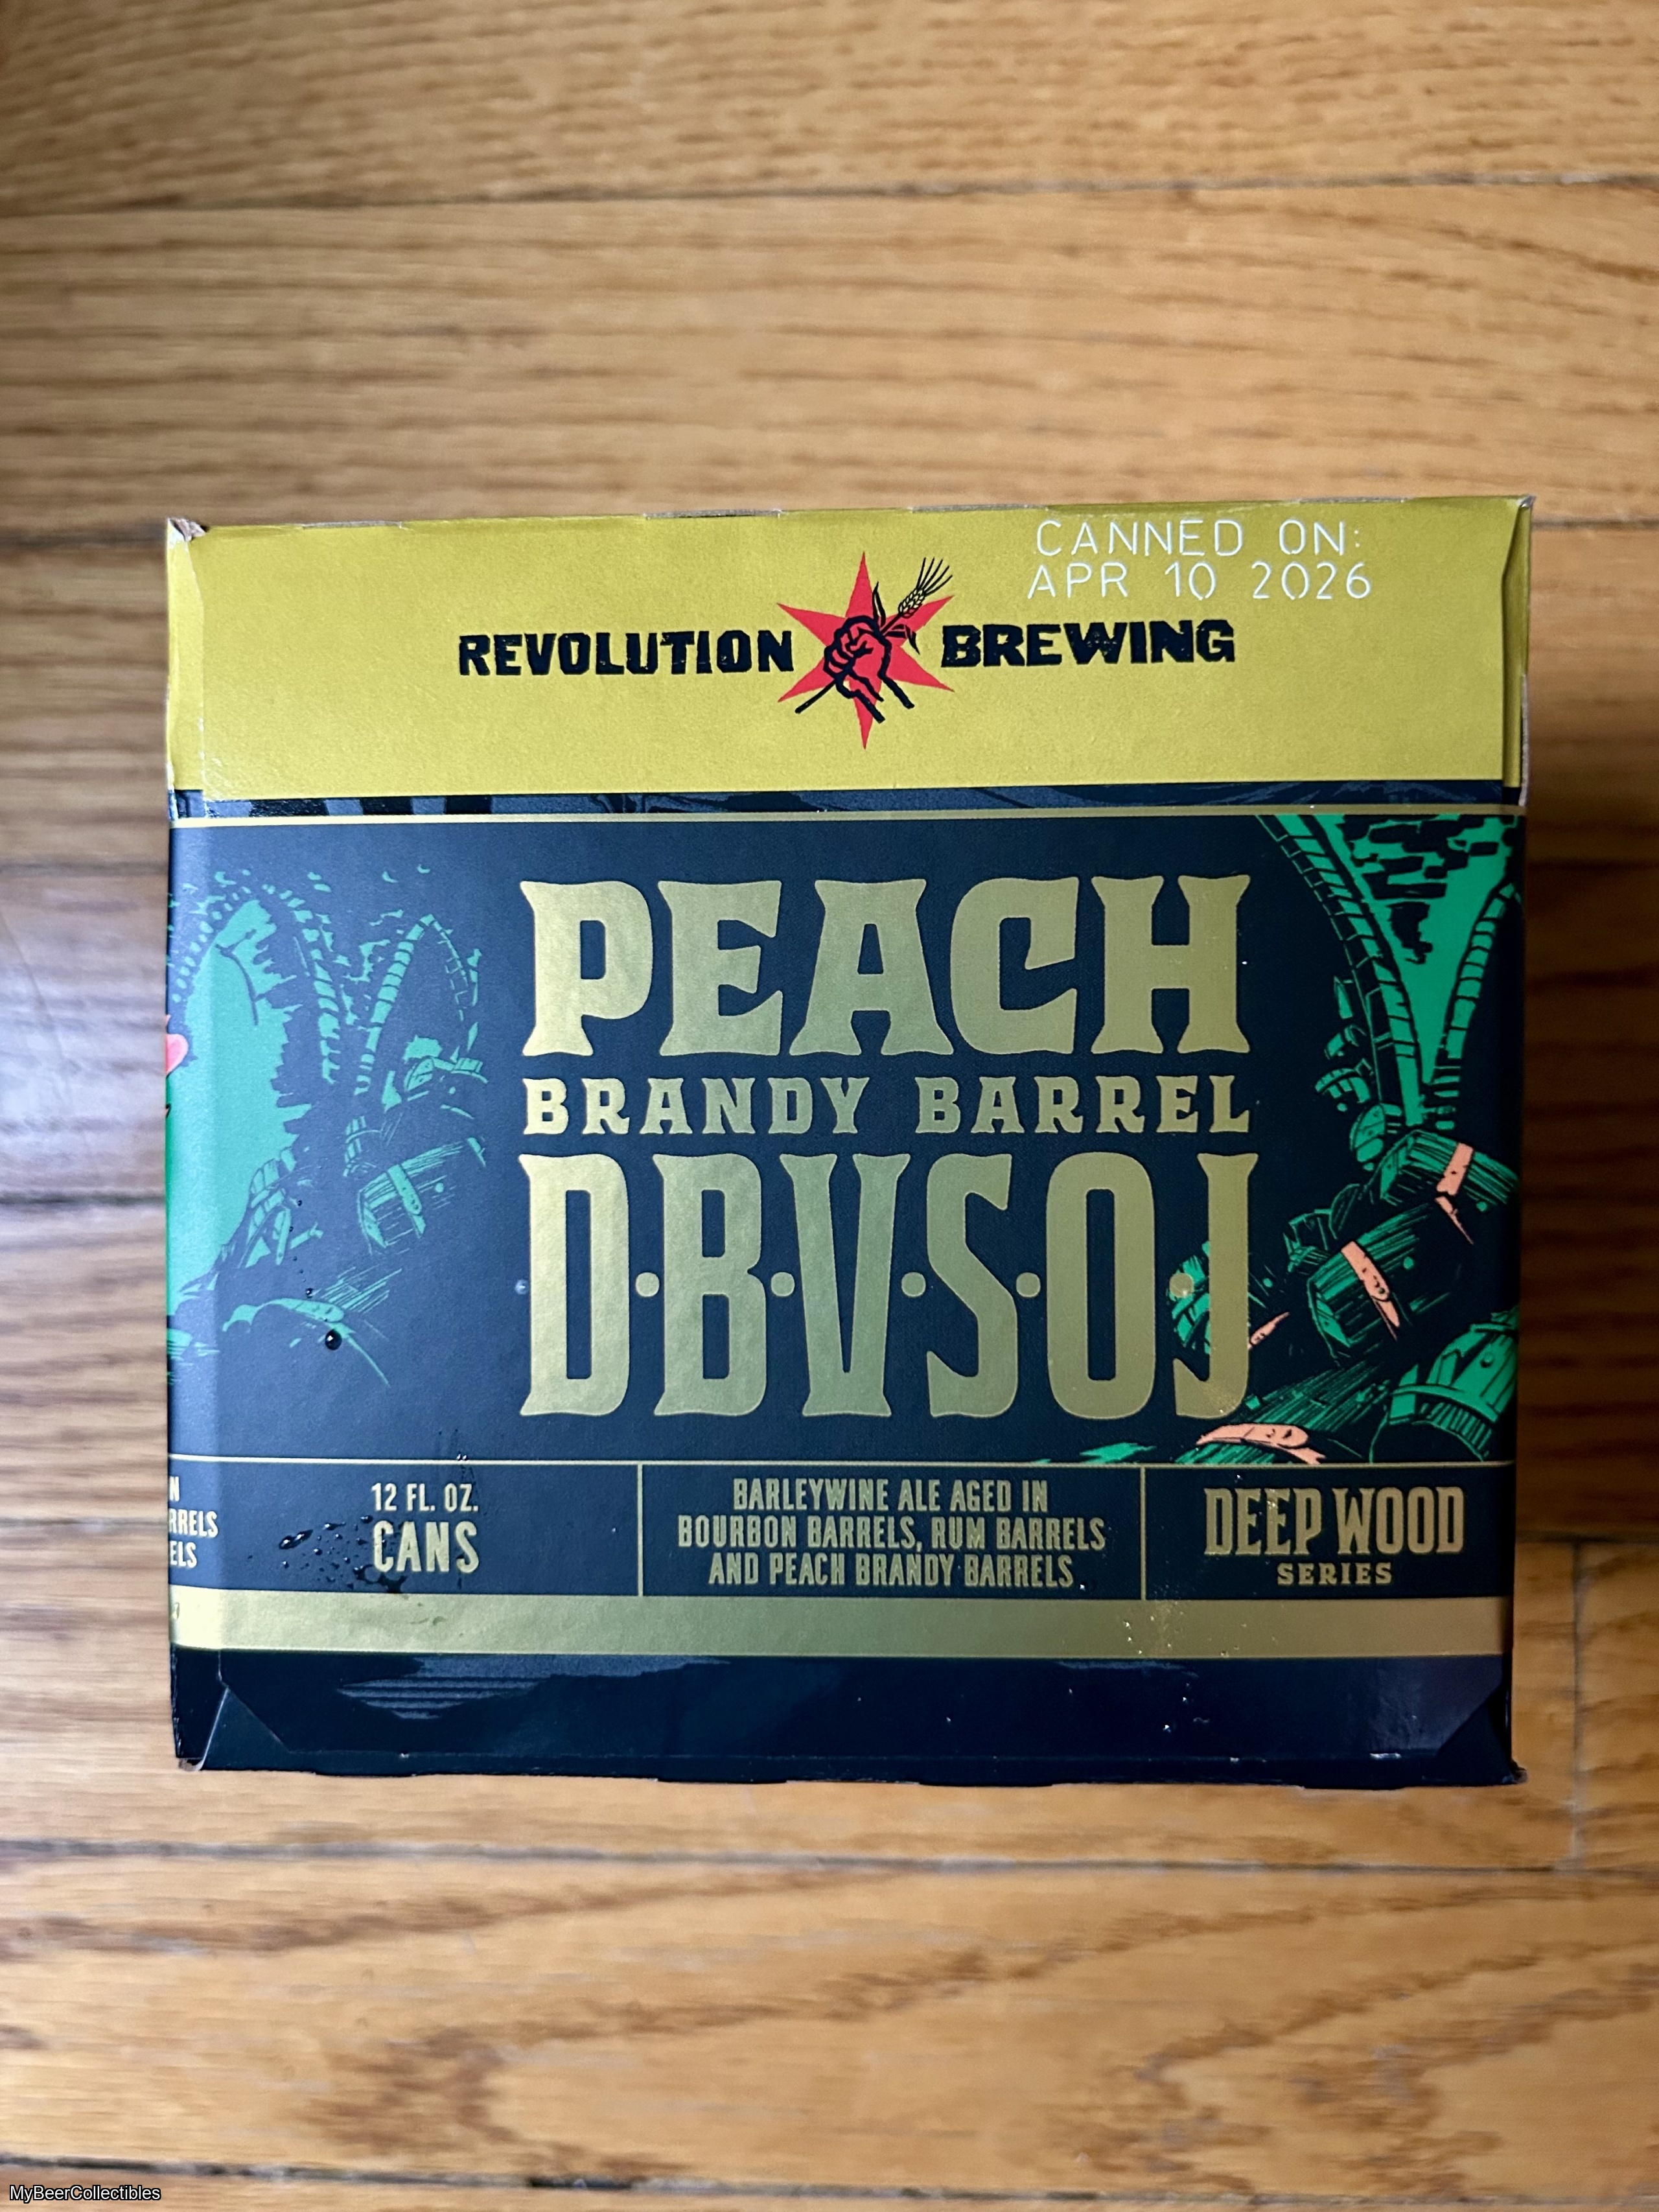 CANNED ON:
APR 10 2026
REVOLUTION BREWING
PEACH
BRANDY BARREL
D·B·V·S·O·J
12 FL. OZ.
CANS
BARLEYWINE ALE AGED IN
BOURBON BARRELS, RUM BARRELS
AND PEACH BRANDY BARRELS
DEEP WOOD
SERIES
MyBeerCollectibles